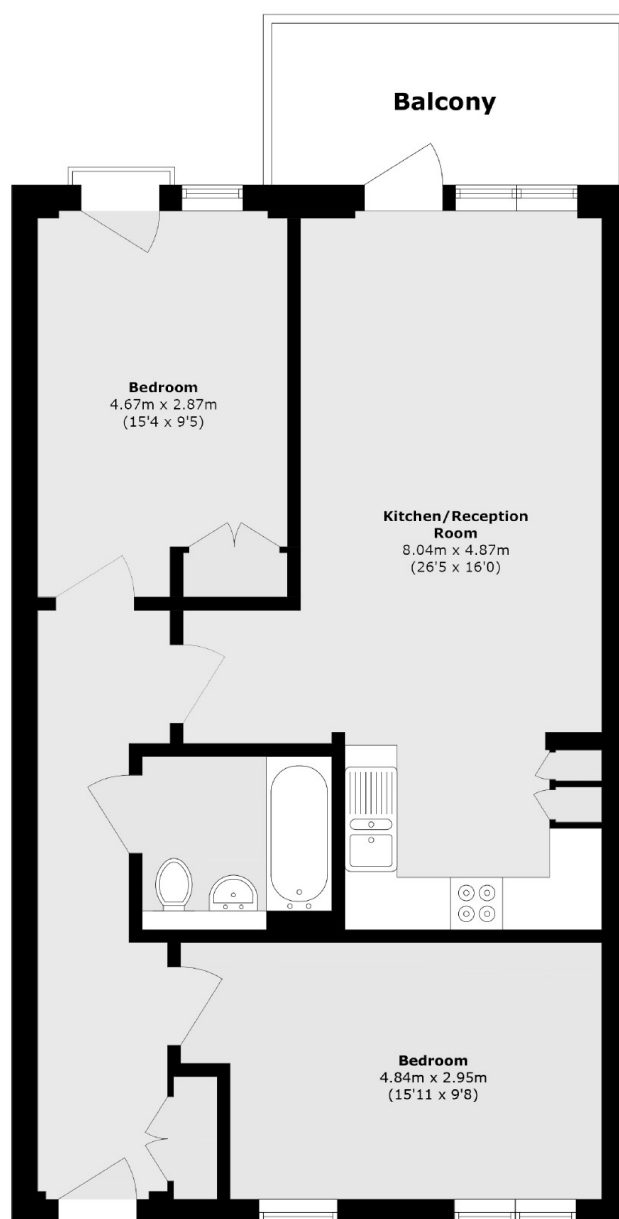 Balcony
Bedroom
4.67m x 2.87m
(15'4 x 9'5)
Kitchen/Reception
Room
8.04m x 4.87m
(26'5 x 16'0)
Bedroom
4.84m x 2.95m
(15'11 x 9'8)